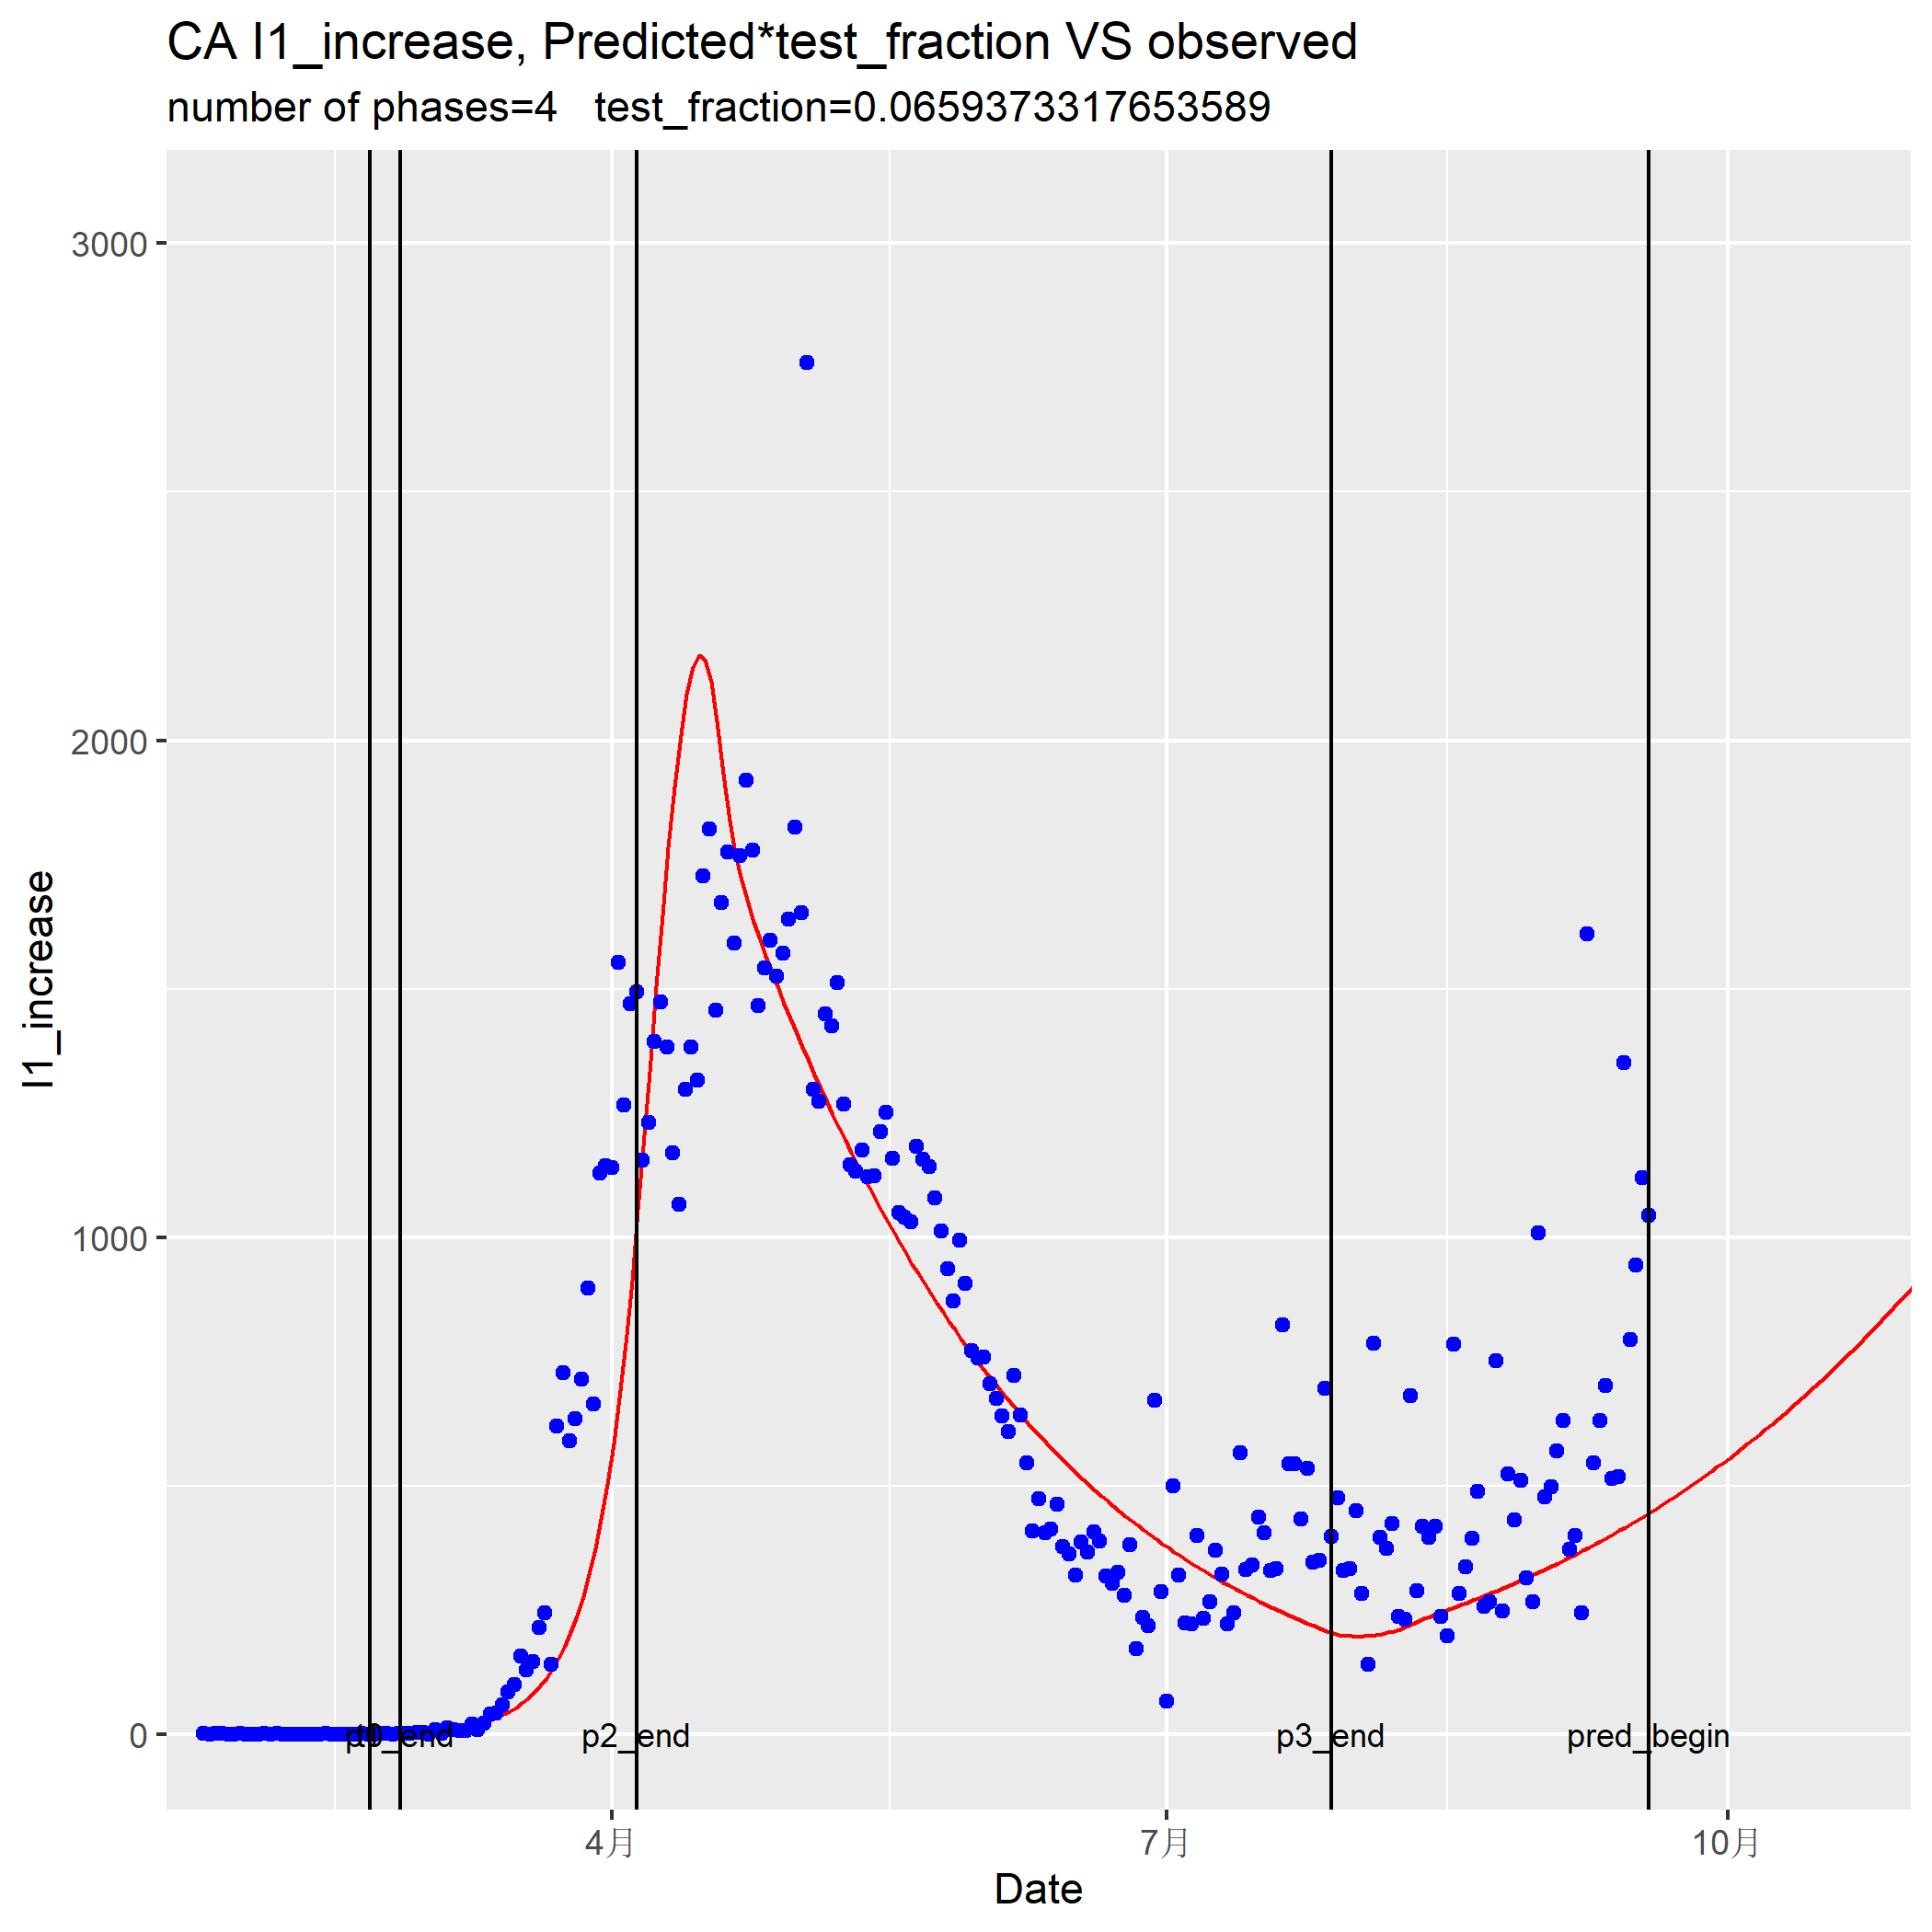 CA I1_increase, Predicted*test_fraction VS observed
number of phases=4   test_fraction=0.0659373317653589
3000
2000
1000
0
I1_increase
p2_end
p3_end
pred_begin
4月
7月
10月
Date